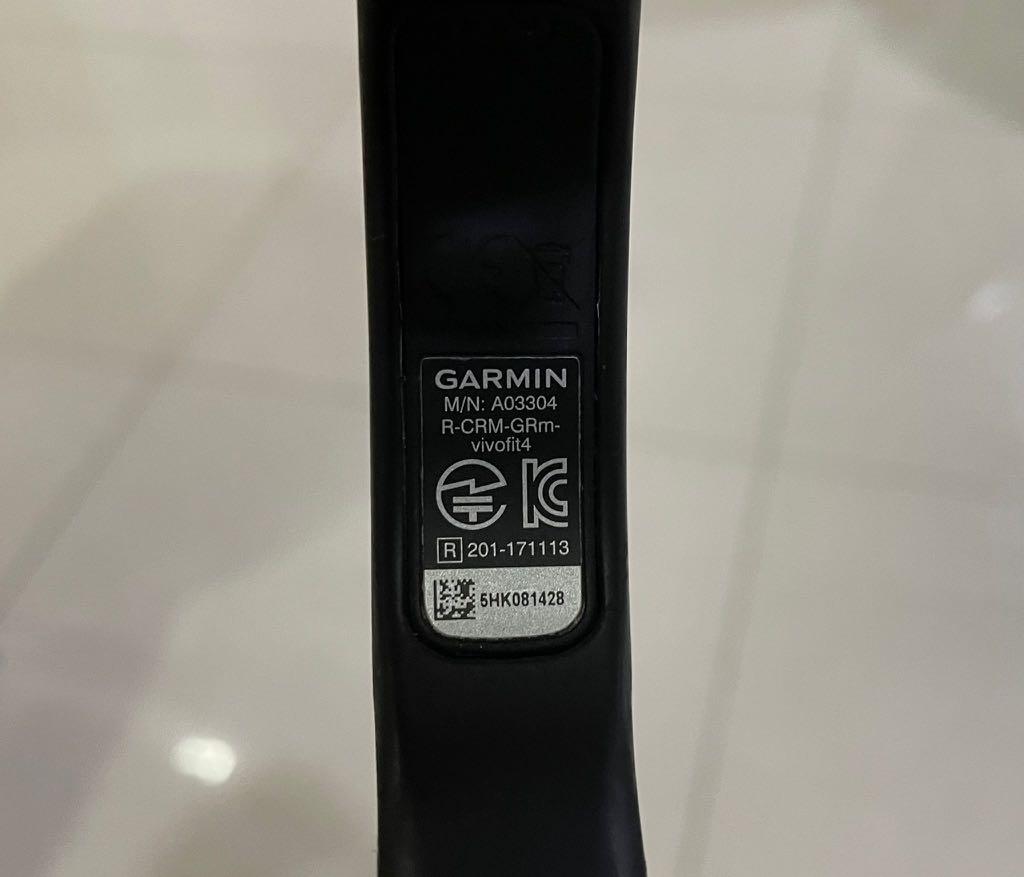 GARMIN
M/N: A03304
R-CRM-GRm-
vivofit4
R 201-171113
5HK081428